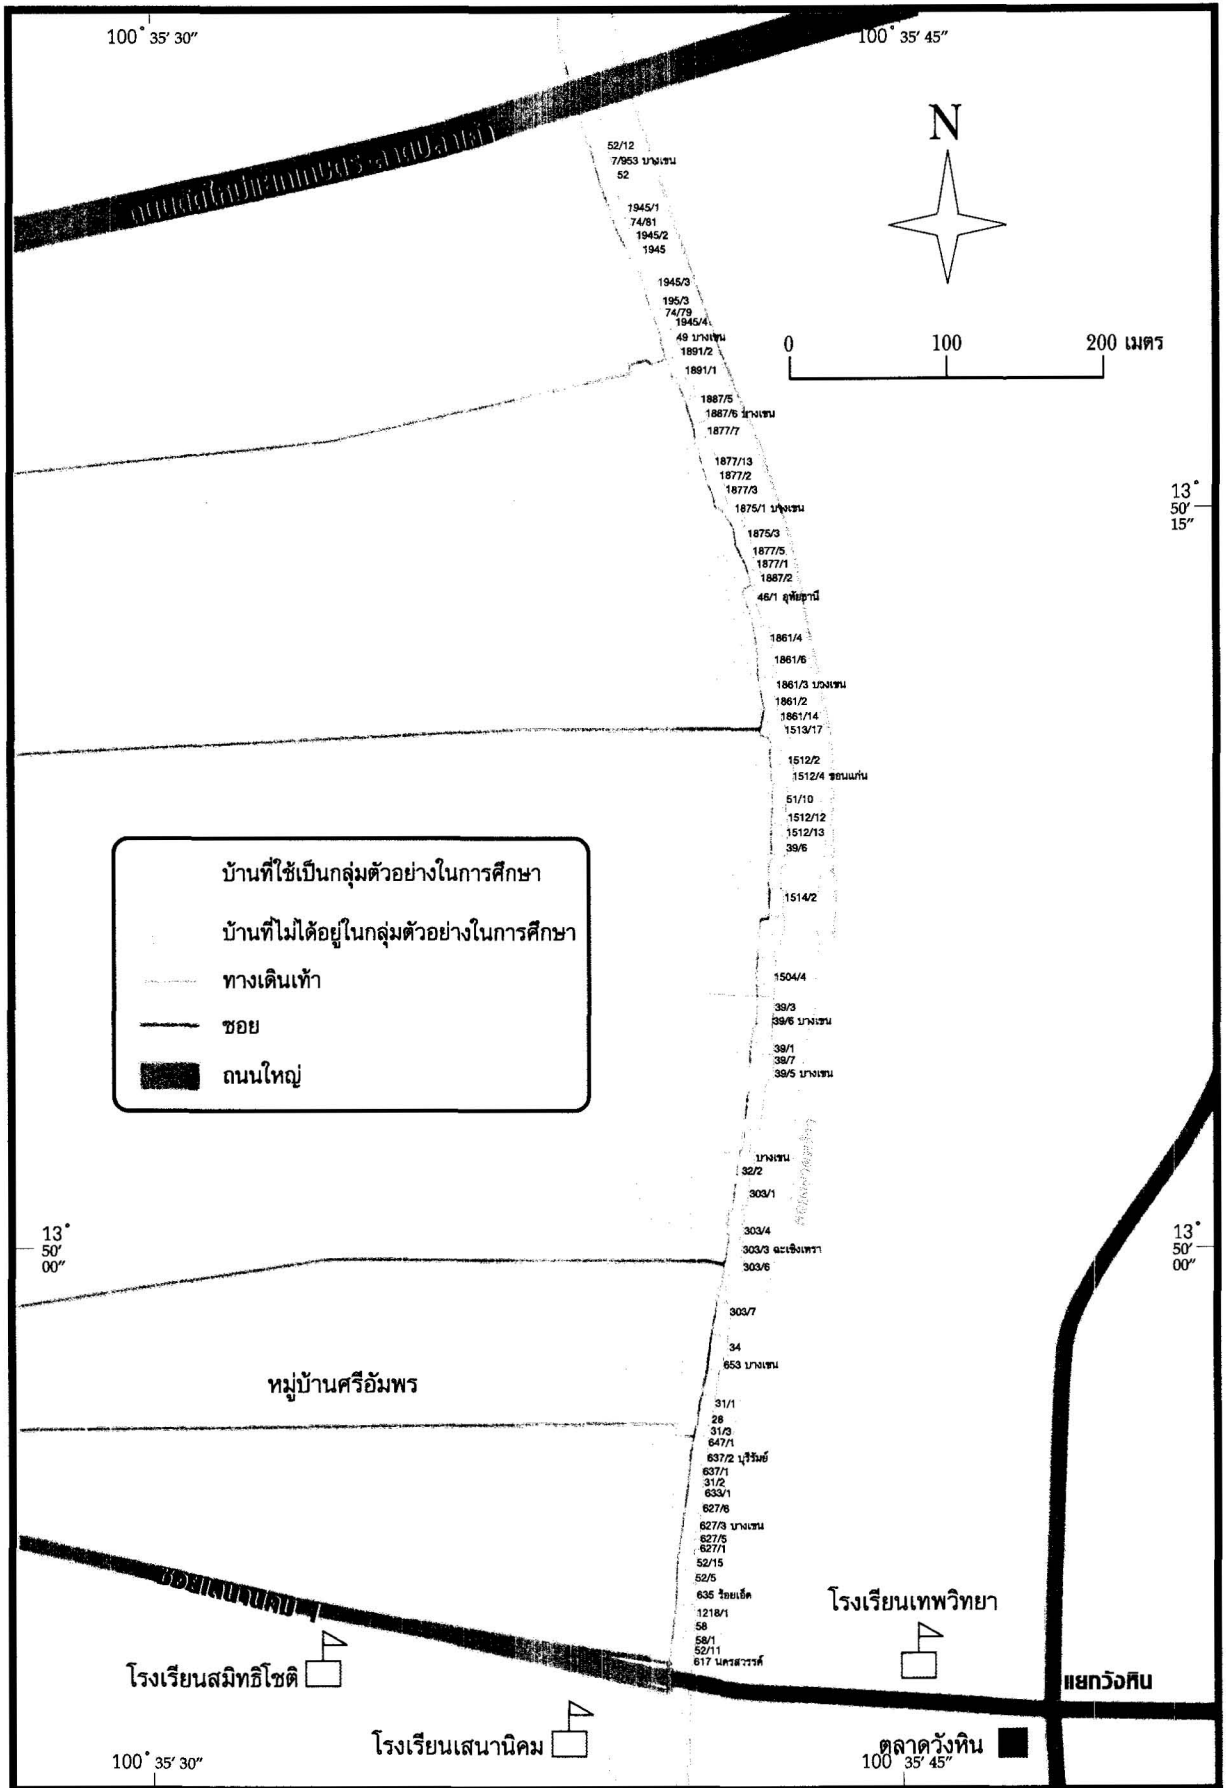 100° 35′ 30″
100° 35′ 45″
N
52/12
7/953 บางเขน
52
1945/1
74/81
1945/2
1945
1945/3
195/3
74/79
1945/4
49 บางเขน
1891/2
1891/1
0 100 200 เมตร
1887/5
1887/6 บางเขน
1877/7
1877/13
1877/2
1877/3
1875/1 บางเขน
13°
50′
15″
1875/3
1877/5
1877/1
1887/2
46/1 อุทัยธานี
1861/4
1861/6
1861/3 บางเขน
1861/2
1861/14
1513/17
1512/2
1512/4 ขอนแก่น
51/10
1512/12
1512/13
39/6
1514/2
บ้านที่ใช้เป็นกลุ่มตัวอย่างในการศึกษา
บ้านที่ไม่ได้อยู่ในกลุ่มตัวอย่างในการศึกษา
ทางเดินเท้า
ซอย
ถนนใหญ่
1504/4
39/3
39/6 บางเขน
39/1
39/7
39/5 บางเขน
บางเขน
32/2
303/1
303/4
303/3 ฉะเชิงเทรา
303/6
13°
50′
00″
13°
50′
00″
303/7
34
653 บางเขน
หมู่บ้านศรีอัมพร
31/1
28
31/3
647/1
637/2 บุรีรัมย์
637/1
31/2
633/1
627/6
627/3 บางเขน
627/5
627/1
52/15
52/5
635 ร้อยเอ็ด
1218/1
58
58/1
52/11
617 นครสวรรค์
ซอยเสนานิคม 1
โรงเรียนเทพวิทยา
โรงเรียนสมิทธิโชติ
แยกวังหิน
โรงเรียนเสนานิคม
ตลาดวังหิน
100° 35′ 30″
100° 35′ 45″